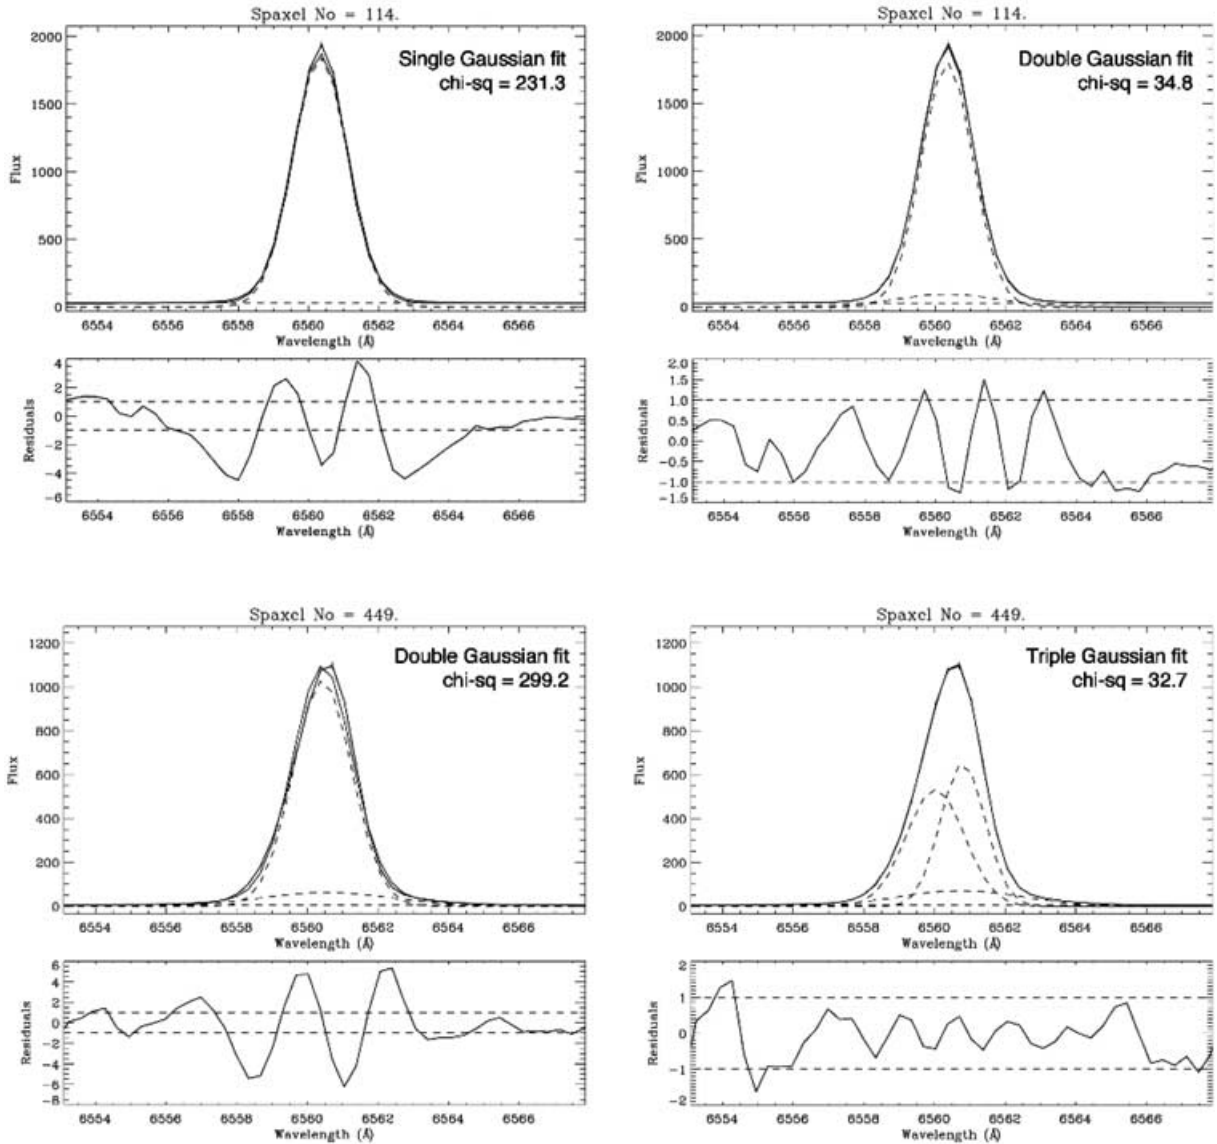 Spaxel No = 114.
Single Gaussian fit
chi-sq = 231.3
Flux
2000
1500
1000
500
0
6554 6556 6558 6560 6562 6564 6566
Wavelength (Å)
Residuals
4
2
0
-2
-4
-6
6554 6556 6558 6560 6562 6564 6566
Wavelength (Å)
Spaxel No = 114.
Double Gaussian fit
chi-sq = 34.8
Flux
2000
1500
1000
500
0
6554 6556 6558 6560 6562 6564 6566
Wavelength (Å)
Residuals
2.0
1.5
1.0
0.5
0.0
-0.5
-1.0
-1.5
6554 6556 6558 6560 6562 6564 6566
Wavelength (Å)
Spaxel No = 449.
Double Gaussian fit
chi-sq = 299.2
Flux
1200
1000
800
600
400
200
0
6554 6556 6558 6560 6562 6564 6566
Wavelength (Å)
Residuals
6
4
2
0
-2
-4
-6
-8
6554 6556 6558 6560 6562 6564 6566
Wavelength (Å)
Spaxel No = 449.
Triple Gaussian fit
chi-sq = 32.7
Flux
1200
1000
800
600
400
200
0
6554 6556 6558 6560 6562 6564 6566
Wavelength (Å)
Residuals
2
1
0
-1
-2
6554 6556 6558 6560 6562 6564 6566
Wavelength (Å)